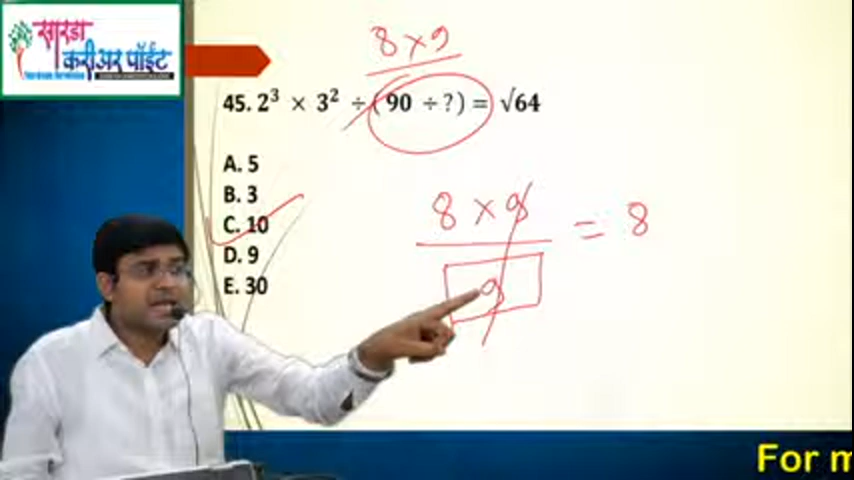 सारडा
करीअर पॉईंट
8 × 9
45. 2³ × 3² ÷ ( 90 ÷ ? ) = √64
A. 5
B. 3
C. 10
D. 9
E. 30
8 × 9
= 8
9
For m